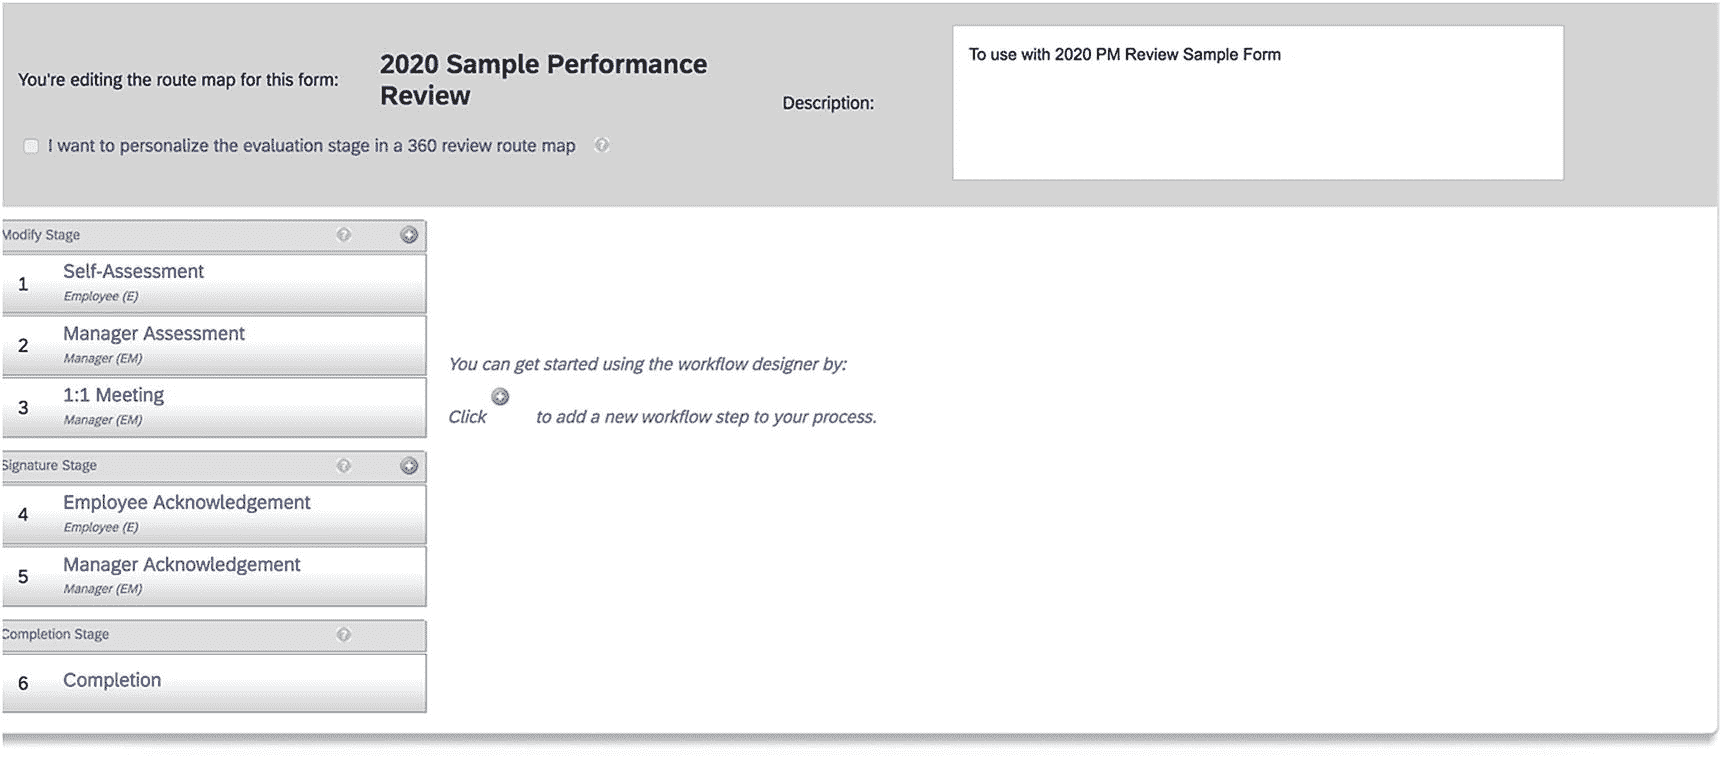 You're editing the route map for this form:
2020 Sample Performance
Review
Description:
To use with 2020 PM Review Sample Form
I want to personalize the evaluation stage in a 360 review route map
Modify Stage
1
Self-Assessment
Employee (E)
2
Manager Assessment
Manager (EM)
3
1:1 Meeting
Manager (EM)
Signature Stage
4
Employee Acknowledgement
Employee (E)
5
Manager Acknowledgement
Manager (EM)
Completion Stage
6
Completion
You can get started using the workflow designer by:
Click to add a new workflow step to your process.